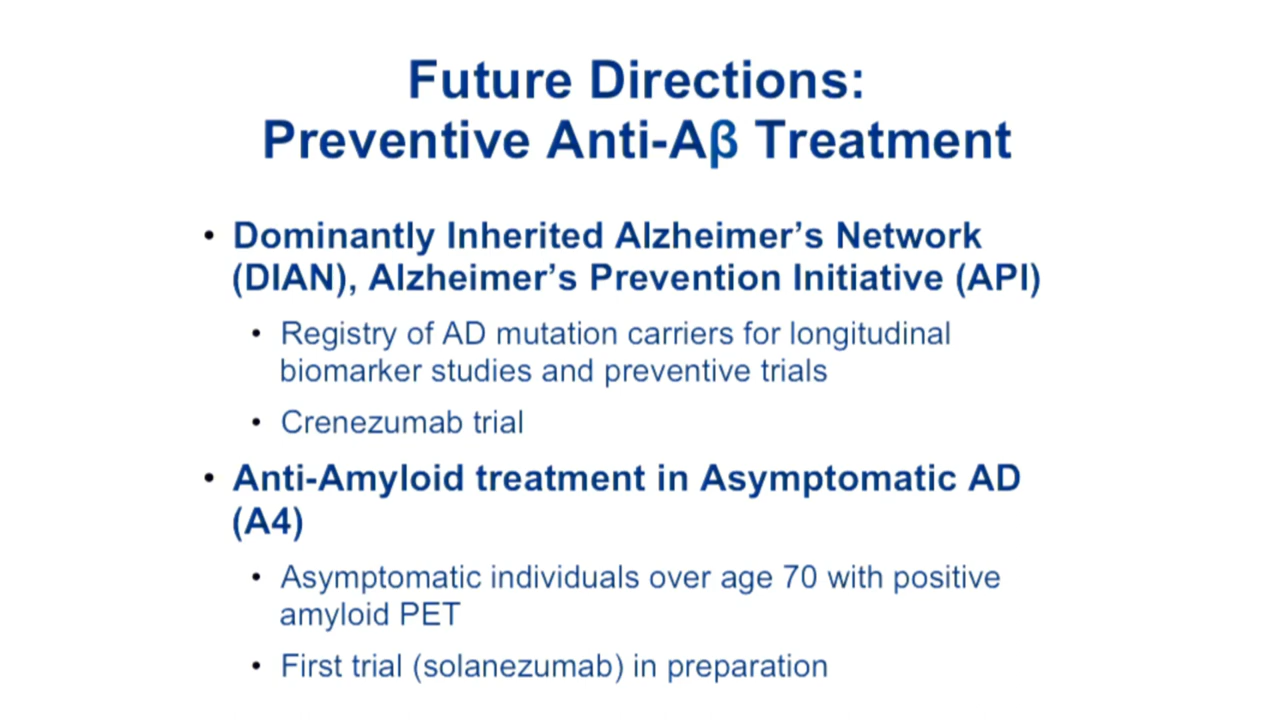 Future Directions:
Preventive Anti-Aβ Treatment
• Dominantly Inherited Alzheimer’s Network
(DIAN), Alzheimer’s Prevention Initiative (API)
• Registry of AD mutation carriers for longitudinal
biomarker studies and preventive trials
• Crenezumab trial
• Anti-Amyloid treatment in Asymptomatic AD
(A4)
• Asymptomatic individuals over age 70 with positive
amyloid PET
• First trial (solanezumab) in preparation